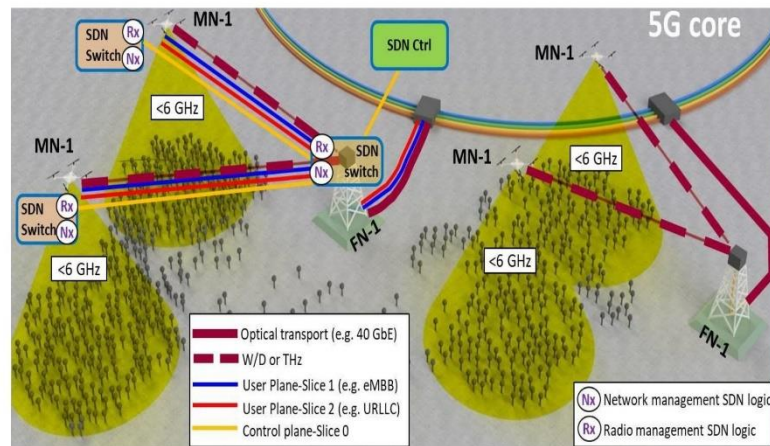 5G core
SDN
Switch
Rx
Nx
MN-1
SDN Ctrl
MN-1
<6 GHz
MN-1
SDN
Switch
Rx
Nx
Rx
Nx
SDN
switch
MN-1
<6 GHz
<6 GHz
FN-1
<6 GHz
FN-1
Optical transport (e.g. 40 GbE)
W/D or THz
User Plane-Slice 1 (e.g. eMBB)
User Plane-Slice 2 (e.g. URLLC)
Control plane-Slice 0
Nx Network management SDN logic
Rx Radio management SDN logic